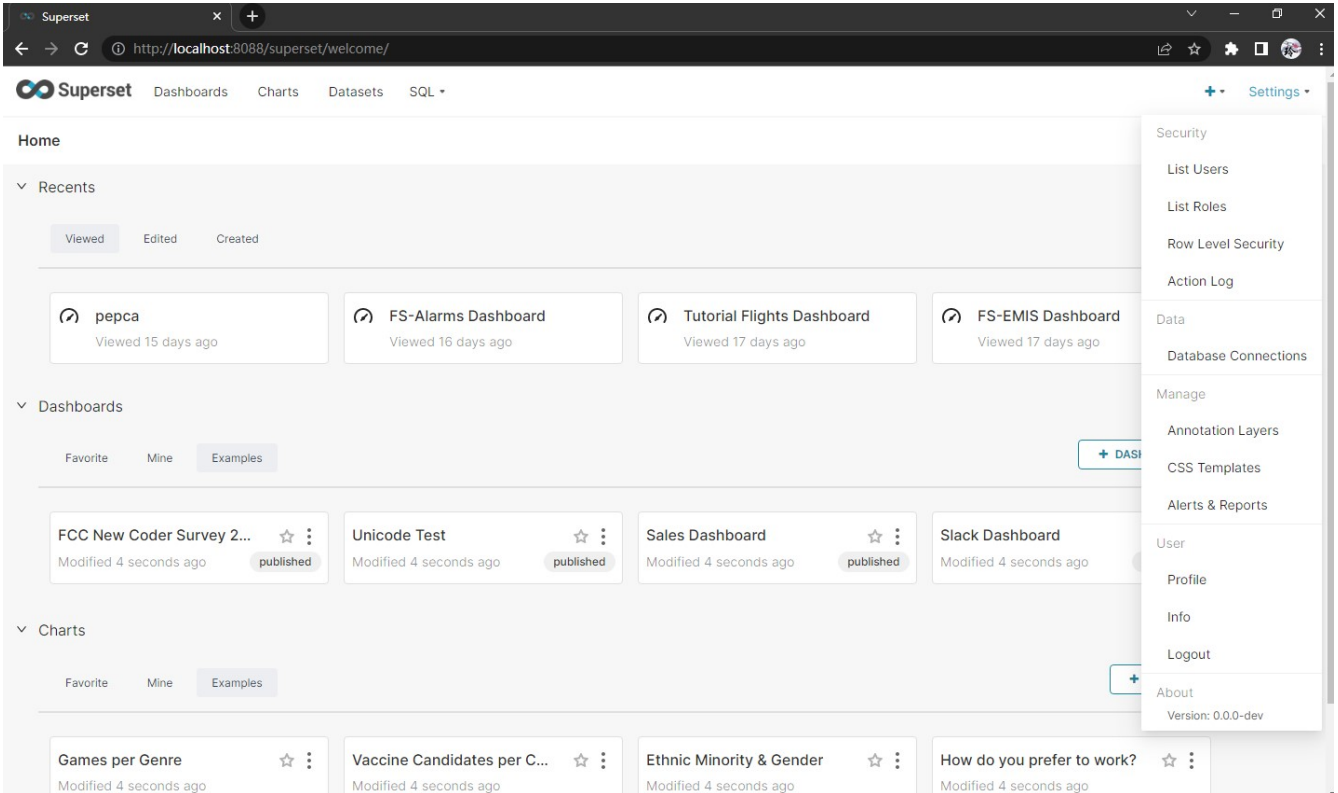 Superset
http://localhost:8088/superset/welcome/
Superset Dashboards Charts Datasets SQL
Settings
Home
Security
List Users
List Roles
Row Level Security
Action Log
Data
Database Connections
Manage
Annotation Layers
CSS Templates
Alerts & Reports
User
Profile
Info
Logout
About
Version: 0.0.0-dev
Recents
Viewed Edited Created
pepca FS-Alarms Dashboard Tutorial Flights Dashboard FS-EMIS Dashboard
Viewed 15 days ago Viewed 16 days ago Viewed 17 days ago Viewed 17 days ago
Dashboards
Favorite Mine Examples + DASH
FCC New Coder Survey 2... Unicode Test Sales Dashboard Slack Dashboard
Modified 4 seconds ago published Modified 4 seconds ago published Modified 4 seconds ago published Modified 4 seconds ago
Charts
Favorite Mine Examples +
Games per Genre Vaccine Candidates per C... Ethnic Minority & Gender How do you prefer to work?
Modified 4 seconds ago Modified 4 seconds ago Modified 4 seconds ago Modified 4 seconds ago